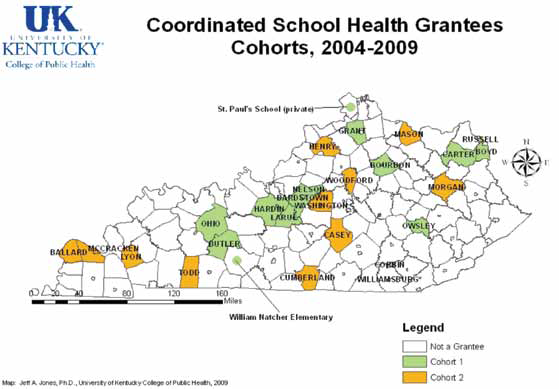 UK
UNIVERSITY OF
KENTUCKY
College of Public Health
Coordinated School Health Grantees
Cohorts, 2004-2009
St. Paul's School (private)
GRANT
MASON
HENRY
RUSSELL
CARTER
BOYD
BOURBON
WOODFORD
MORGAN
NELSON
BARDSTOWN
HARDIN
WASHINGTON
LARUE
OHIO
OWSLEY
CASEY
BUTLER
BALLARD
MCCRACKEN
LYON
TODD
CUMBERLAND
CORBIN
WILLIAMSBURG
N
W
E
S
0 20 40 80 120 160
Miles
William Natcher Elementary
Legend
Not a Grantee
Cohort 1
Cohort 2
Map: Jeff A. Jones, Ph.D., University of Kentucky College of Public Health, 2009